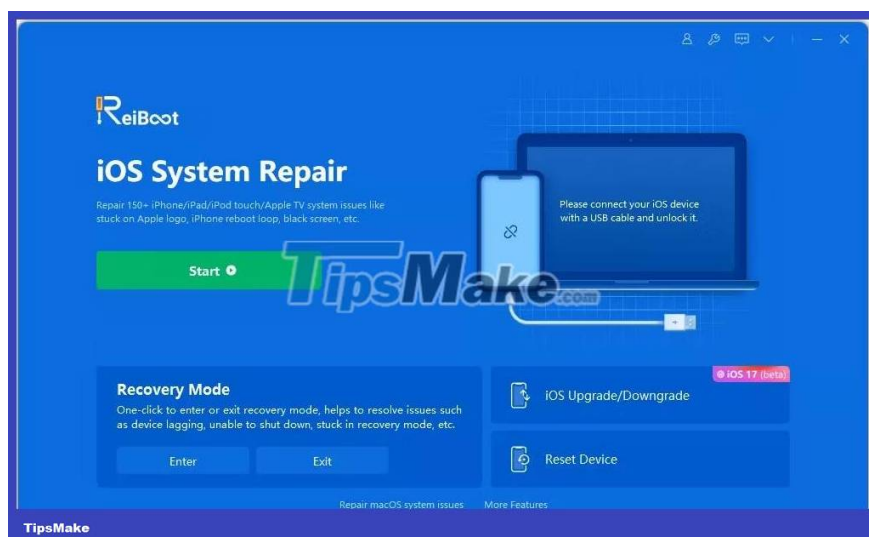 ReiBoot
iOS System Repair
Repair 150+ iPhone/iPad/iPod touch/Apple TV system issues like
stuck on Apple logo, iPhone reboot loop, black screen, etc.
Please connect your iOS device
with a USB cable and unlock it.
Start
TipsMake.com
Recovery Mode
One-click to enter or exit recovery mode, helps to resolve issues such
as device lagging, unable to shut down, stuck in recovery mode, etc.
Enter
Exit
iOS 17 (beta)
iOS Upgrade/Downgrade
Reset Device
Repair macOS system issues
More Features
TipsMake